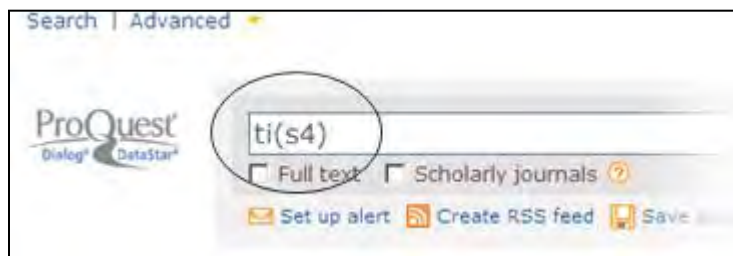 Search | Advanced
ProQuest
Dialog® DataStar®
ti(s4)
Full text Scholarly journals ?
Set up alert Create RSS feed Save